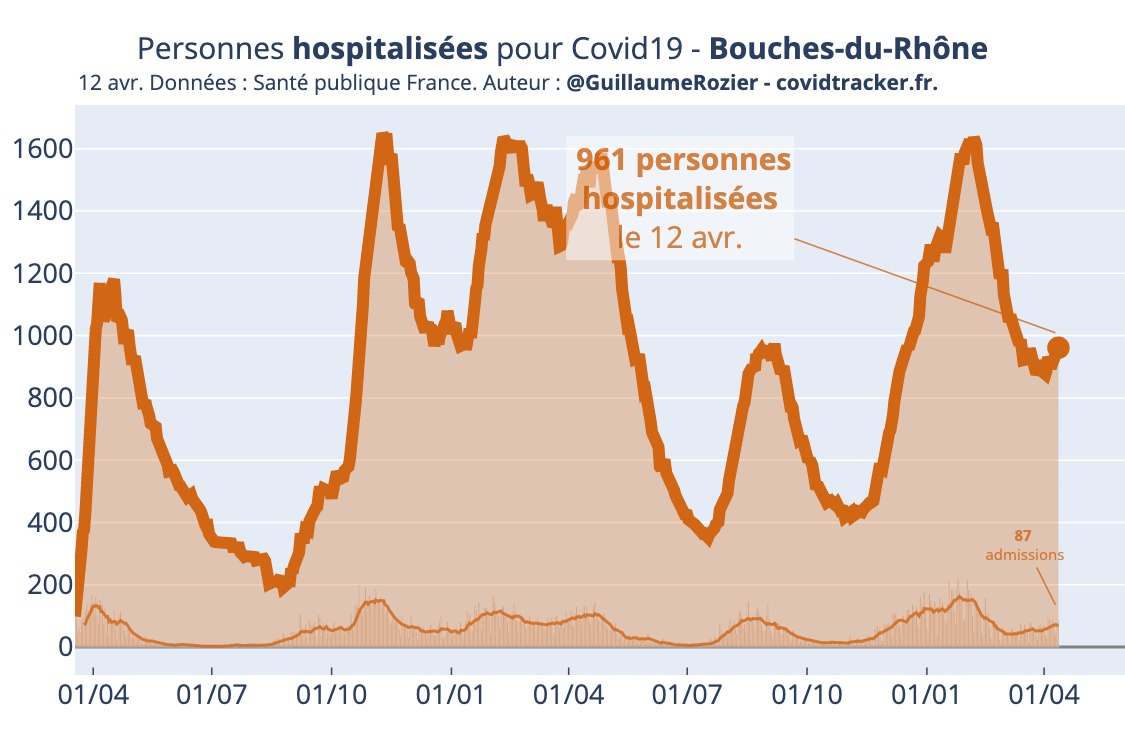 Personnes hospitalisées pour Covid19 - Bouches-du-Rhône
12 avr. Données : Santé publique France. Auteur : @GuillaumeRozier - covidtracker.fr.
961 personnes
hospitalisées
le 12 avr.
1600
1400
1200
1000
800
600
400
200
0
87
admissions
01/04 01/07 01/10 01/01 01/04 01/07 01/10 01/01 01/04